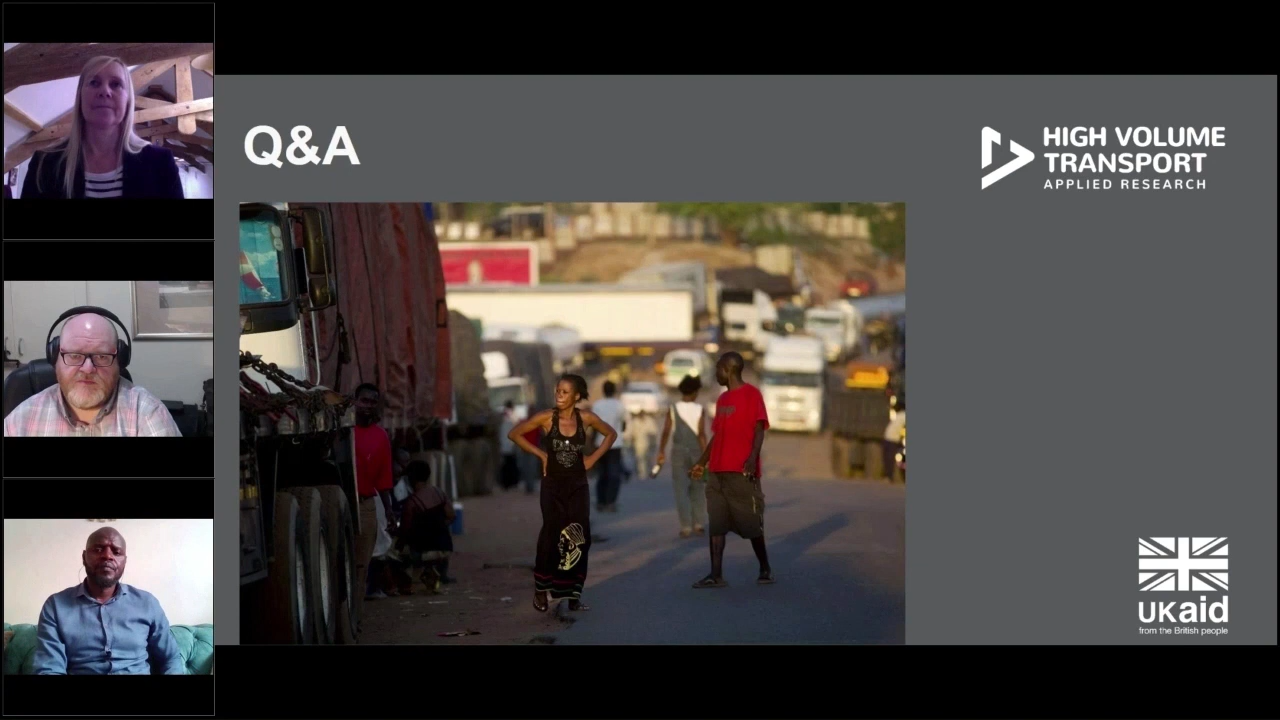 Q&A
HIGH VOLUME
TRANSPORT
APPLIED RESEARCH
UKaid
from the British people